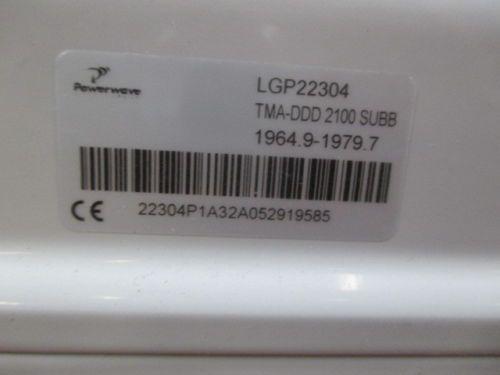 Powerwave
LGP22304
TMA-DDD 2100 SUBB
1964.9-1979.7
CE
22304P1A32A052919585